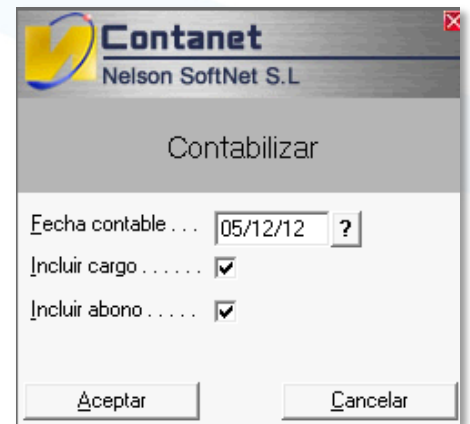 Contanet
Nelson SoftNet S.L
Contabilizar
Fecha contable . . . 05/12/12 ?
Incluir cargo . . . . . .
Incluir abono . . . . .
Aceptar Cancelar